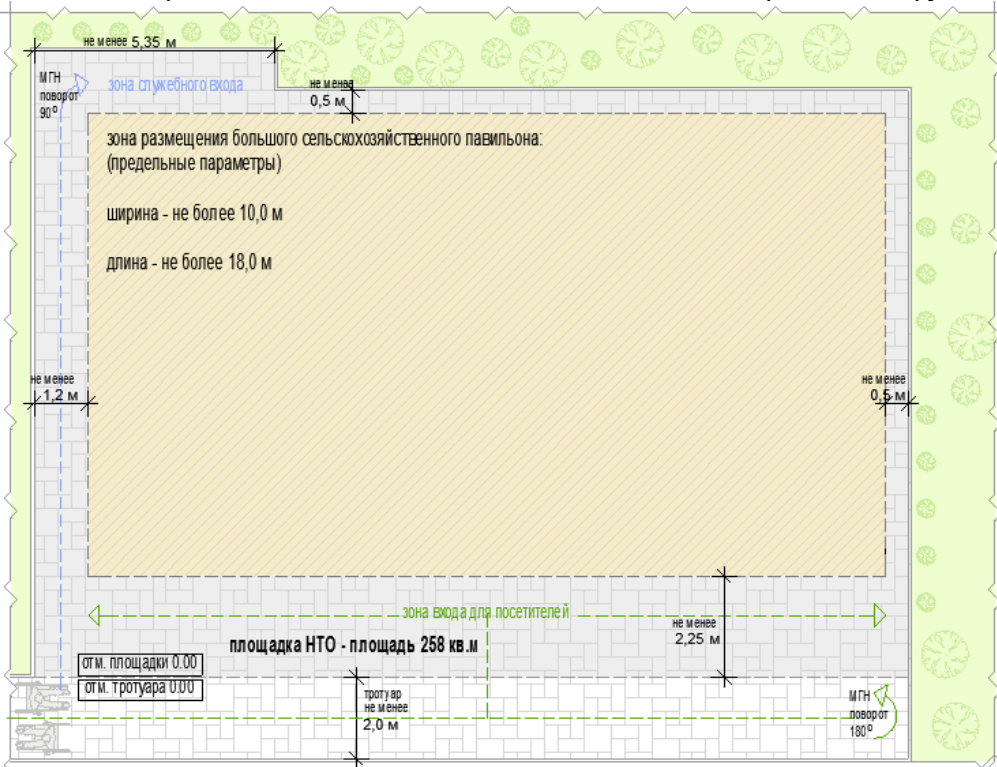 не менее 5,35 м
МГН
поворот
90°
зона служебного входа
не менее
0,5 м
зона размещения большого сельскохозяйственного павильона:
(предельные параметры)
ширина - не более 10,0 м
длина - не более 18,0 м
не менее
1,2 м
не менее
0,5 м
зона входа для посетителей
не менее
2,25 м
площадка НТО - площадь 258 кв.м
отм. площадки 0.00
отм. тротуара 0.00
тротуар
не менее
2,0 м
МГН
поворот
180°